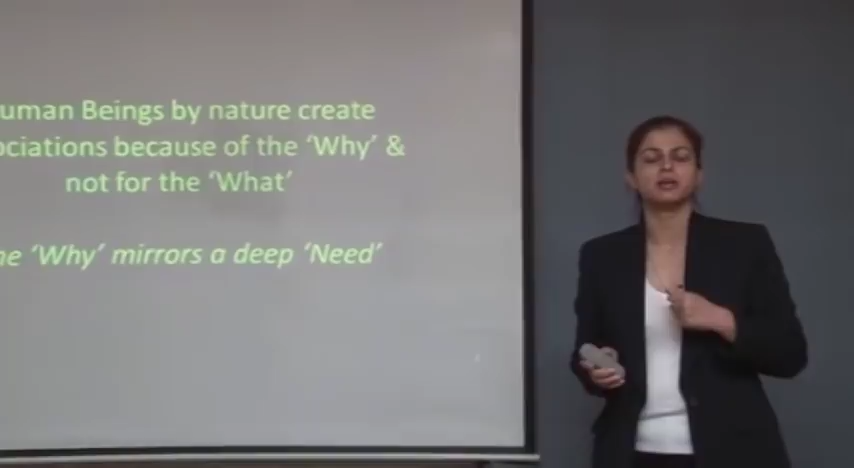 uman Beings by nature create
ociations because of the ‘Why’ &
not for the ‘What’
he ‘Why’ mirrors a deep ‘Need’